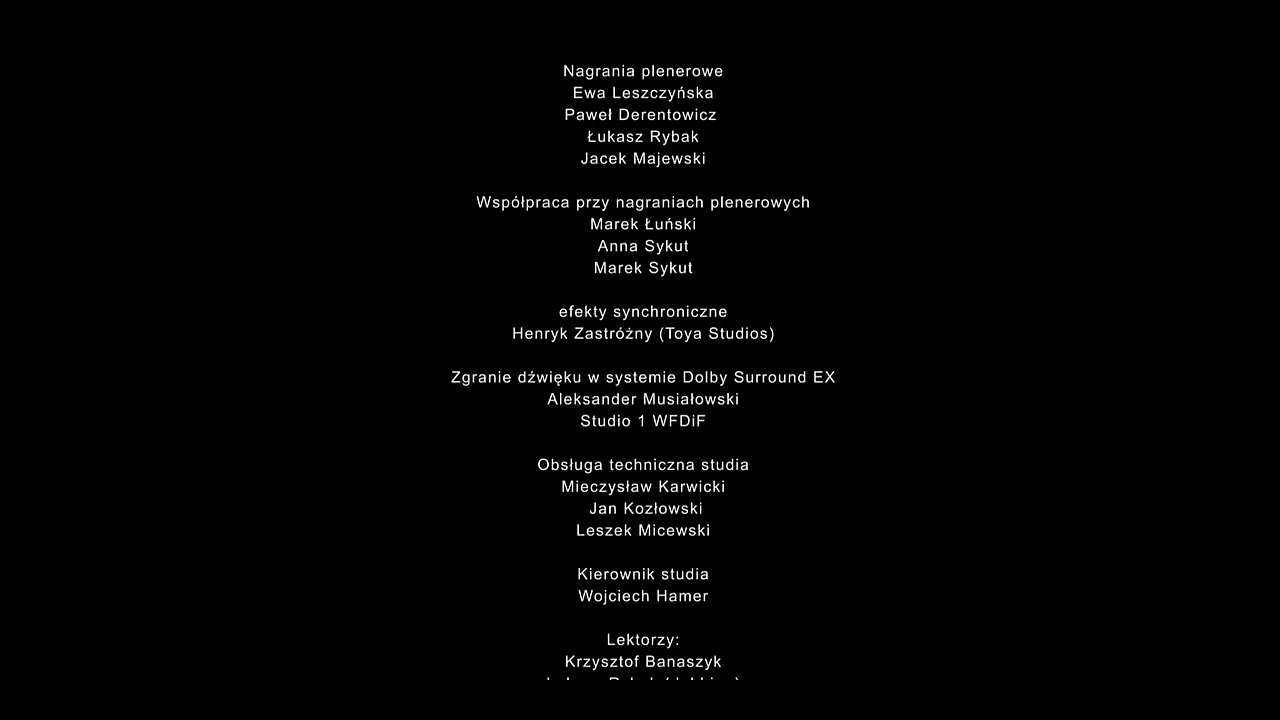 Nagrania plenerowe
Ewa Leszczyńska
Paweł Derentowicz
Łukasz Rybak
Jacek Majewski
Współpraca przy nagraniach plenerowych
Marek Łuński
Anna Sykut
Marek Sykut
efekty synchroniczne
Henryk Zastróżny (Toya Studios)
Zgranie dźwięku w systemie Dolby Surround EX
Aleksander Musiałowski
Studio 1 WFDiF
Obsługa techniczna studia
Mieczysław Karwicki
Jan Kozłowski
Leszek Micewski
Kierownik studia
Wojciech Hamer
Lektorzy:
Krzysztof Banaszyk